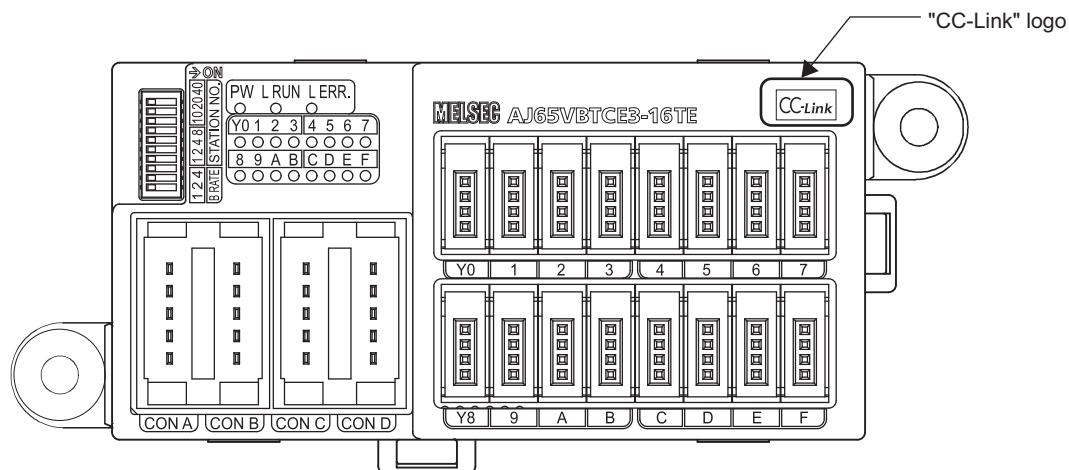 "CC-Link" logo
ON
PW L RUN L ERR.
Y0 1 2 3 4 5 6 7
8 9 A B C D E F
STATION NO.
10 20 40
1 2 4 8
B RATE
1 2 4
MELSEC AJ65VBTCE3-16TE
CC-Link
Y0 1 2 3 4 5 6 7
Y8 9 A B C D E F
CON A CON B CON C CON D